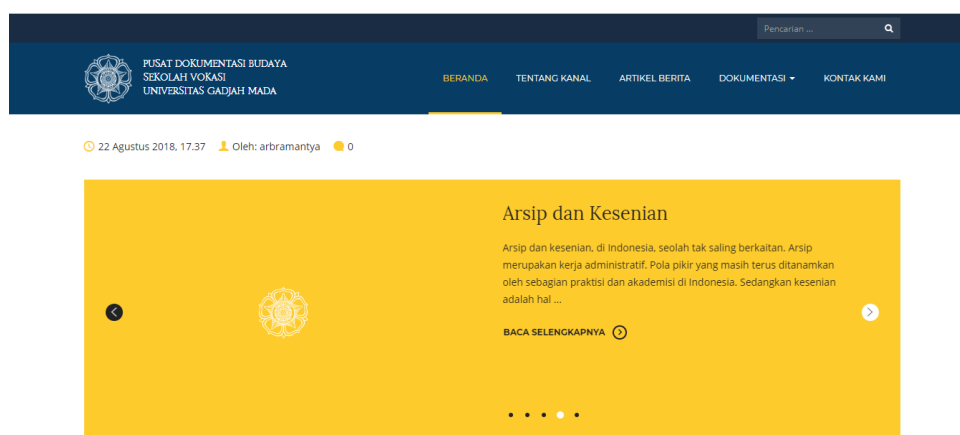 Pencarian ...
PUSAT DOKUMENTASI BUDAYA
SEKOLAH VOKASI
UNIVERSITAS GADJAH MADA
BERANDA TENTANG KANAL ARTIKEL BERITA DOKUMENTASI KONTAK KAMI
22 Agustus 2018, 17.37 Oleh: arbramantya 0
Arsip dan Kesenian
Arsip dan kesenian, di Indonesia, seolah tak saling berkaitan. Arsip
merupakan kerja administratif. Pola pikir yang masih terus ditanamkan
oleh sebagian praktisi dan akademisi di Indonesia. Sedangkan kesenian
adalah hal ...
BACA SELENGKAPNYA